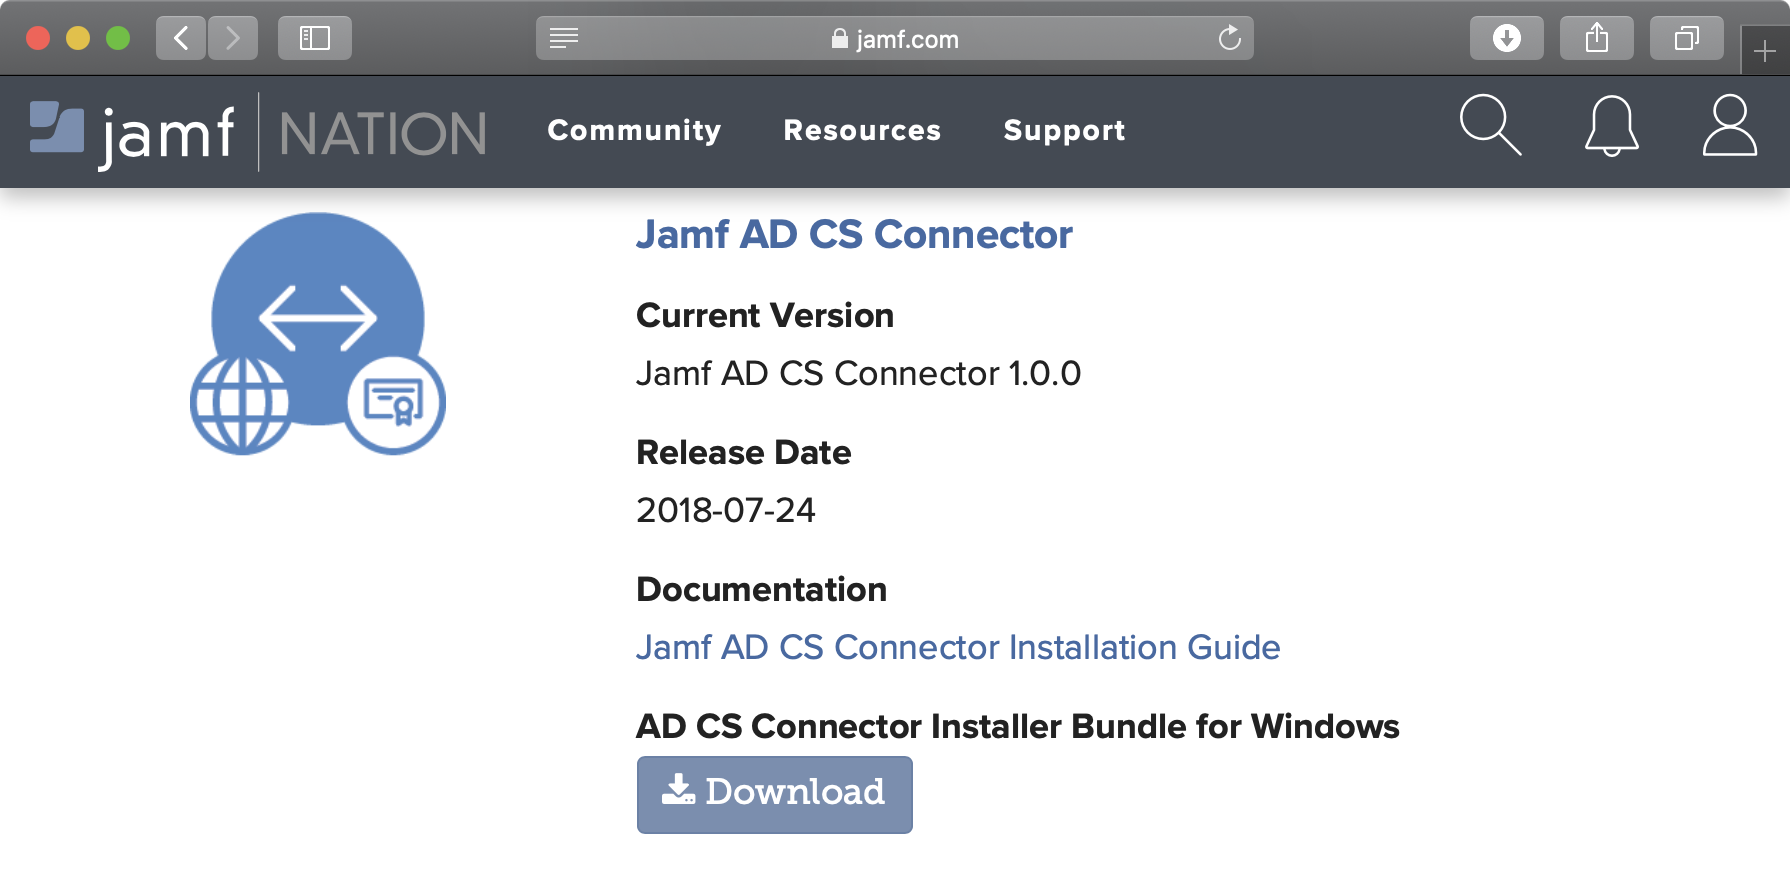 jamf.com
jamf NATION Community Resources Support
Jamf AD CS Connector
Current Version
Jamf AD CS Connector 1.0.0
Release Date
2018-07-24
Documentation
Jamf AD CS Connector Installation Guide
AD CS Connector Installer Bundle for Windows
Download